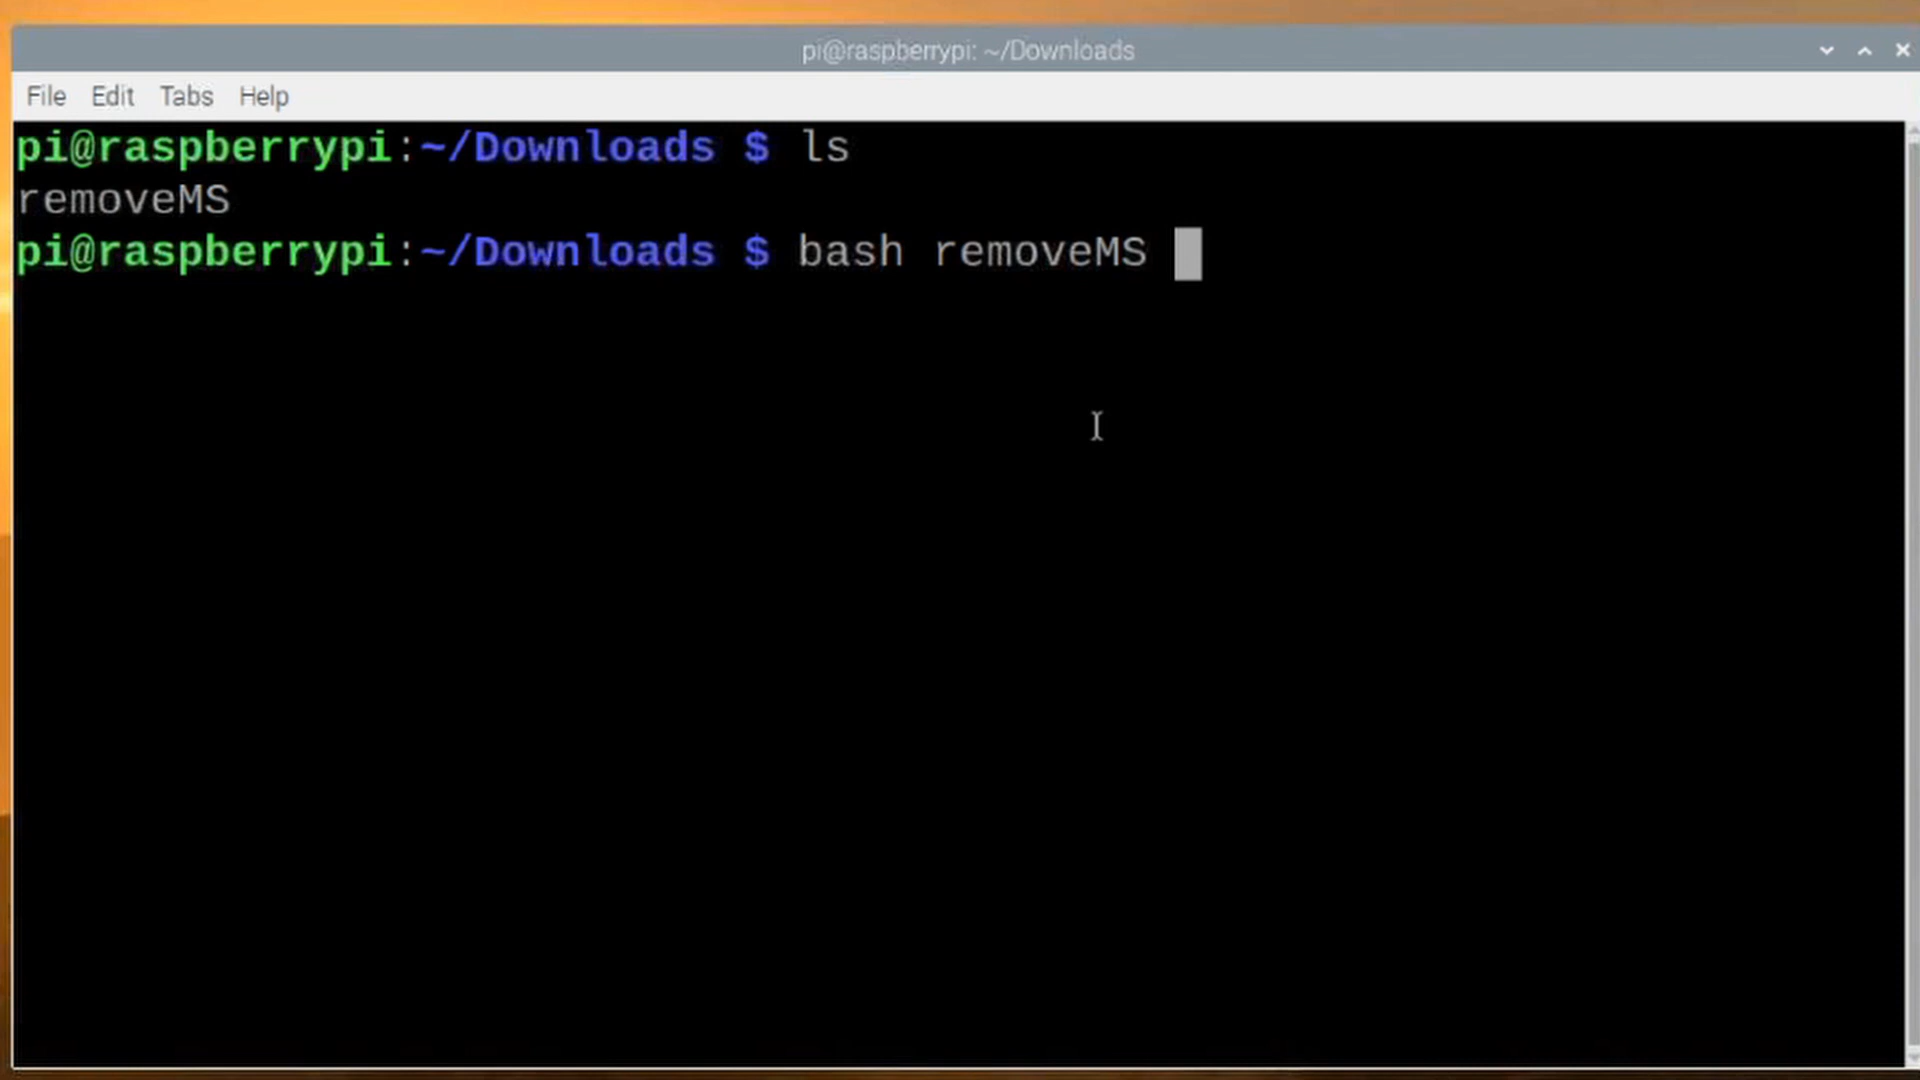 pi@raspberrypi: ~/Downloads
File Edit Tabs Help
pi@raspberrypi:~/Downloads $ ls
removeMS
pi@raspberrypi:~/Downloads $ bash removeMS